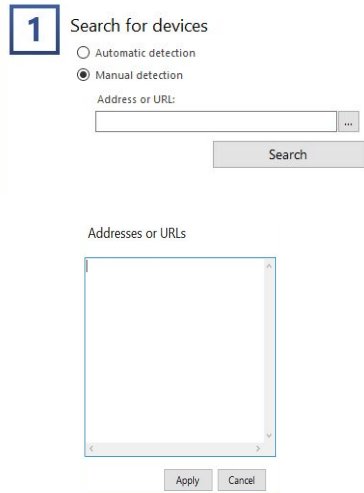 1
Search for devices
Automatic detection
Manual detection
Address or URL:
...
Search
Addresses or URLs
Apply Cancel